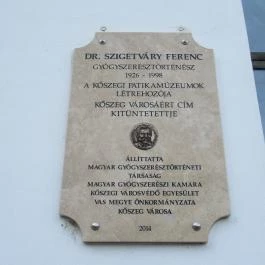 DR. SZIGETVÁRY FERENC
GYÓGYSZERÉSZTÖRTÉNÉSZ
1926 - 1998
A KŐSZEGI PATIKAMÚZEUMOK
LÉTREHOZÓJA
KŐSZEG VÁROSÁÉRT CÍM
KITÜNTETETTJE
ÁLLÍTTATTA
MAGYAR GYÓGYSZERÉSZTÖRTÉNETI
TÁRSASÁG
MAGYAR GYÓGYSZERÉSZI KAMARA
KŐSZEGI VÁROSVÉDŐ EGYESÜLET
VAS MEGYE ÖNKORMÁNYZATA
KŐSZEG VÁROSA
2014